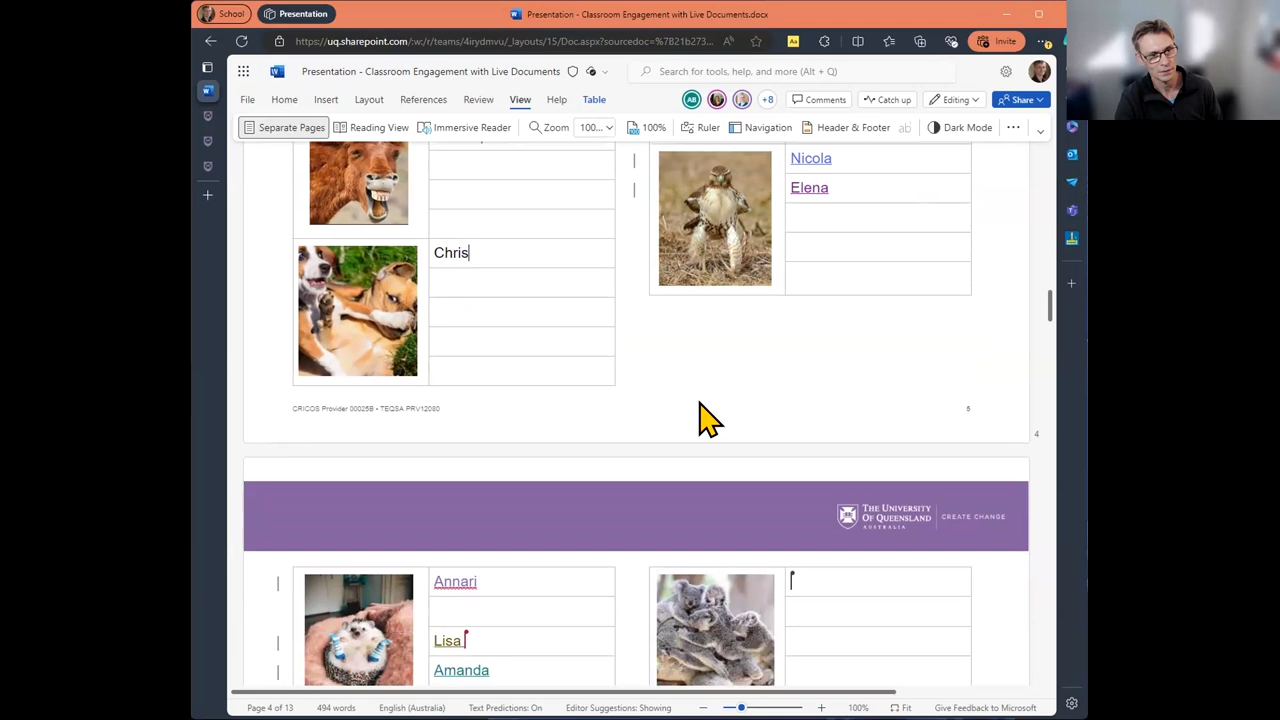 School
Presentation
Presentation - Classroom Engagement with Live Documents.docx
https://uq.sharepoint.com/:w:/r/teams/4irydmvu/_layouts/15/Doc.aspx?sourcedoc=%7B21b273...
Invite
Presentation - Classroom Engagement with Live Documents
Search for tools, help, and more (Alt + Q)
File Home Insert Layout References Review View Help Table
AB +8 Comments Catch up Editing Share
Separate Pages Reading View Immersive Reader Zoom 100... 100% Ruler Navigation Header & Footer ab Dark Mode
Nicola
Elena
Chris
CRICOS Provider 00025B • TEQSA PRV12080
5
4
THE UNIVERSITY
OF QUEENSLAND
AUSTRALIA
CREATE CHANGE
Annari
Lisa
Amanda
Page 4 of 13 494 words English (Australia) Text Predictions: On Editor Suggestions: Showing 100% Fit Give Feedback to Microsoft